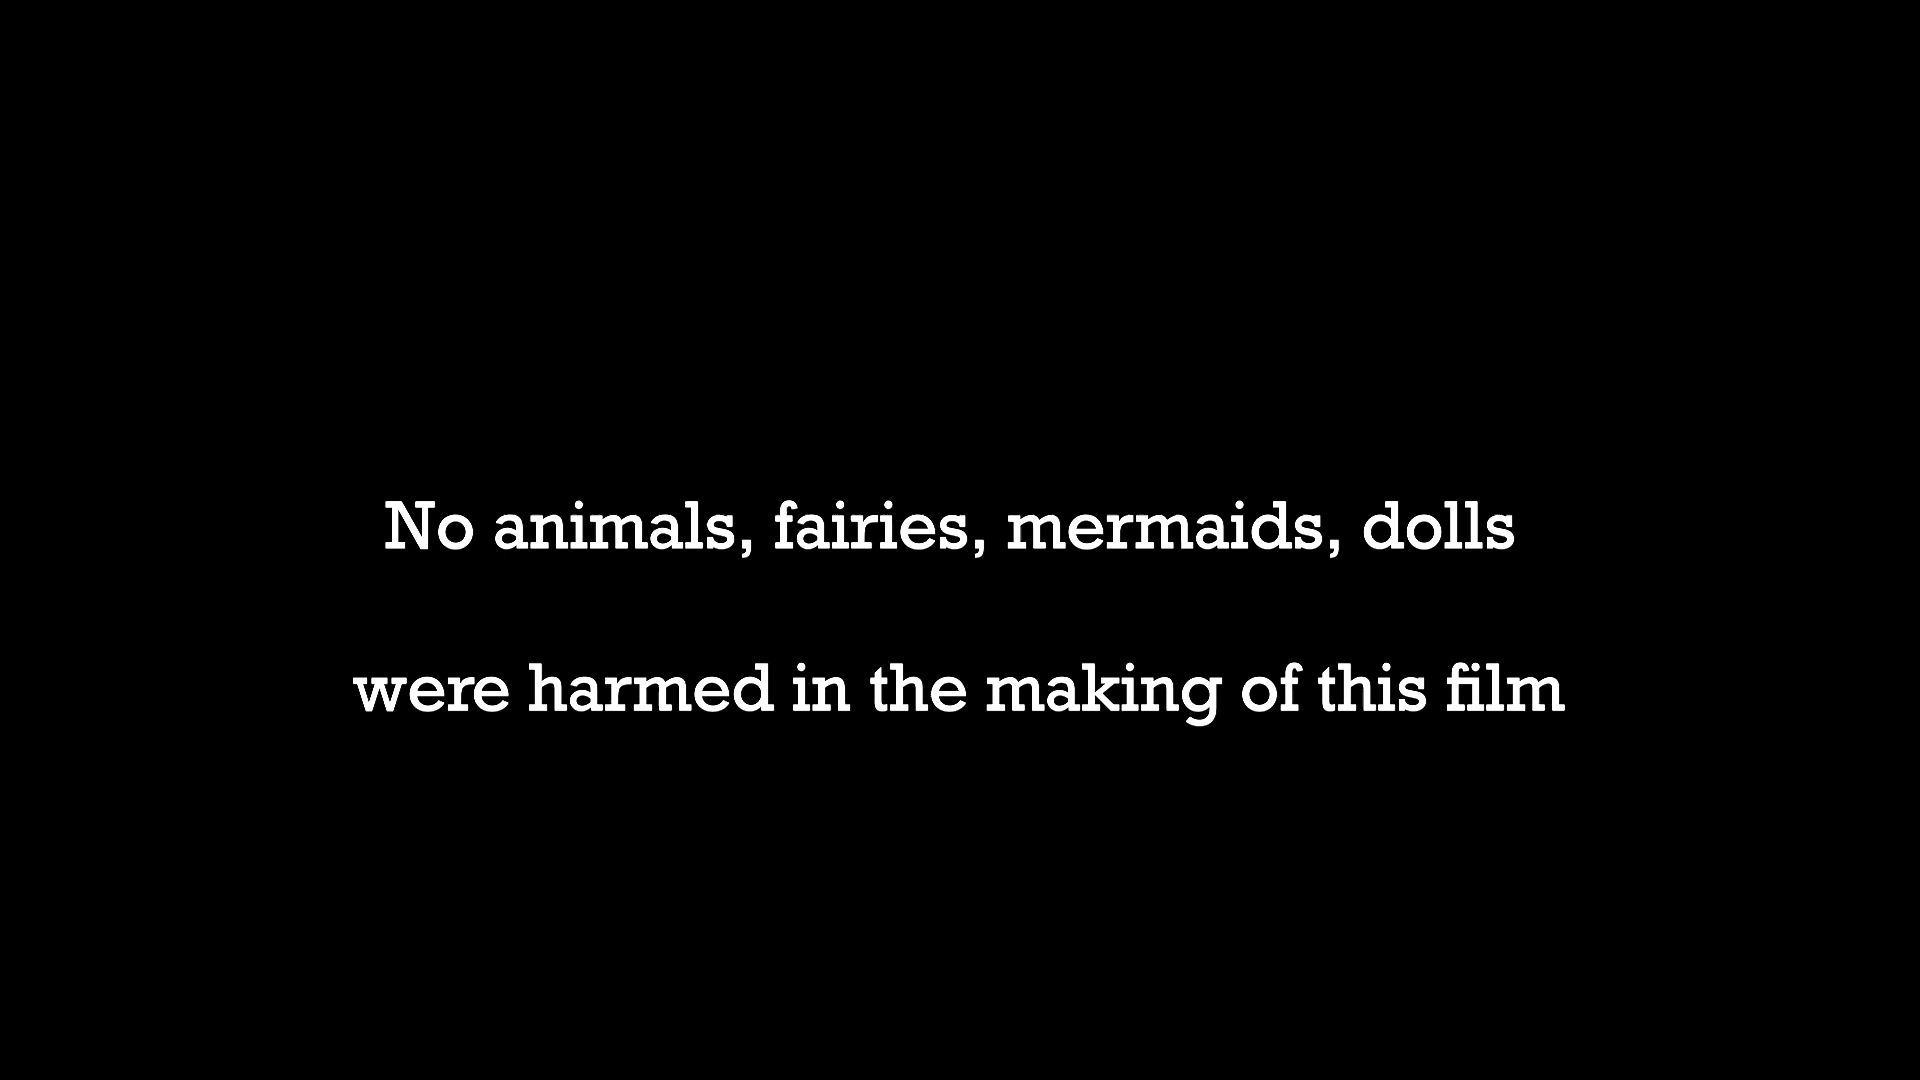 No animals, fairies, mermaids, dolls
were harmed in the making of this film